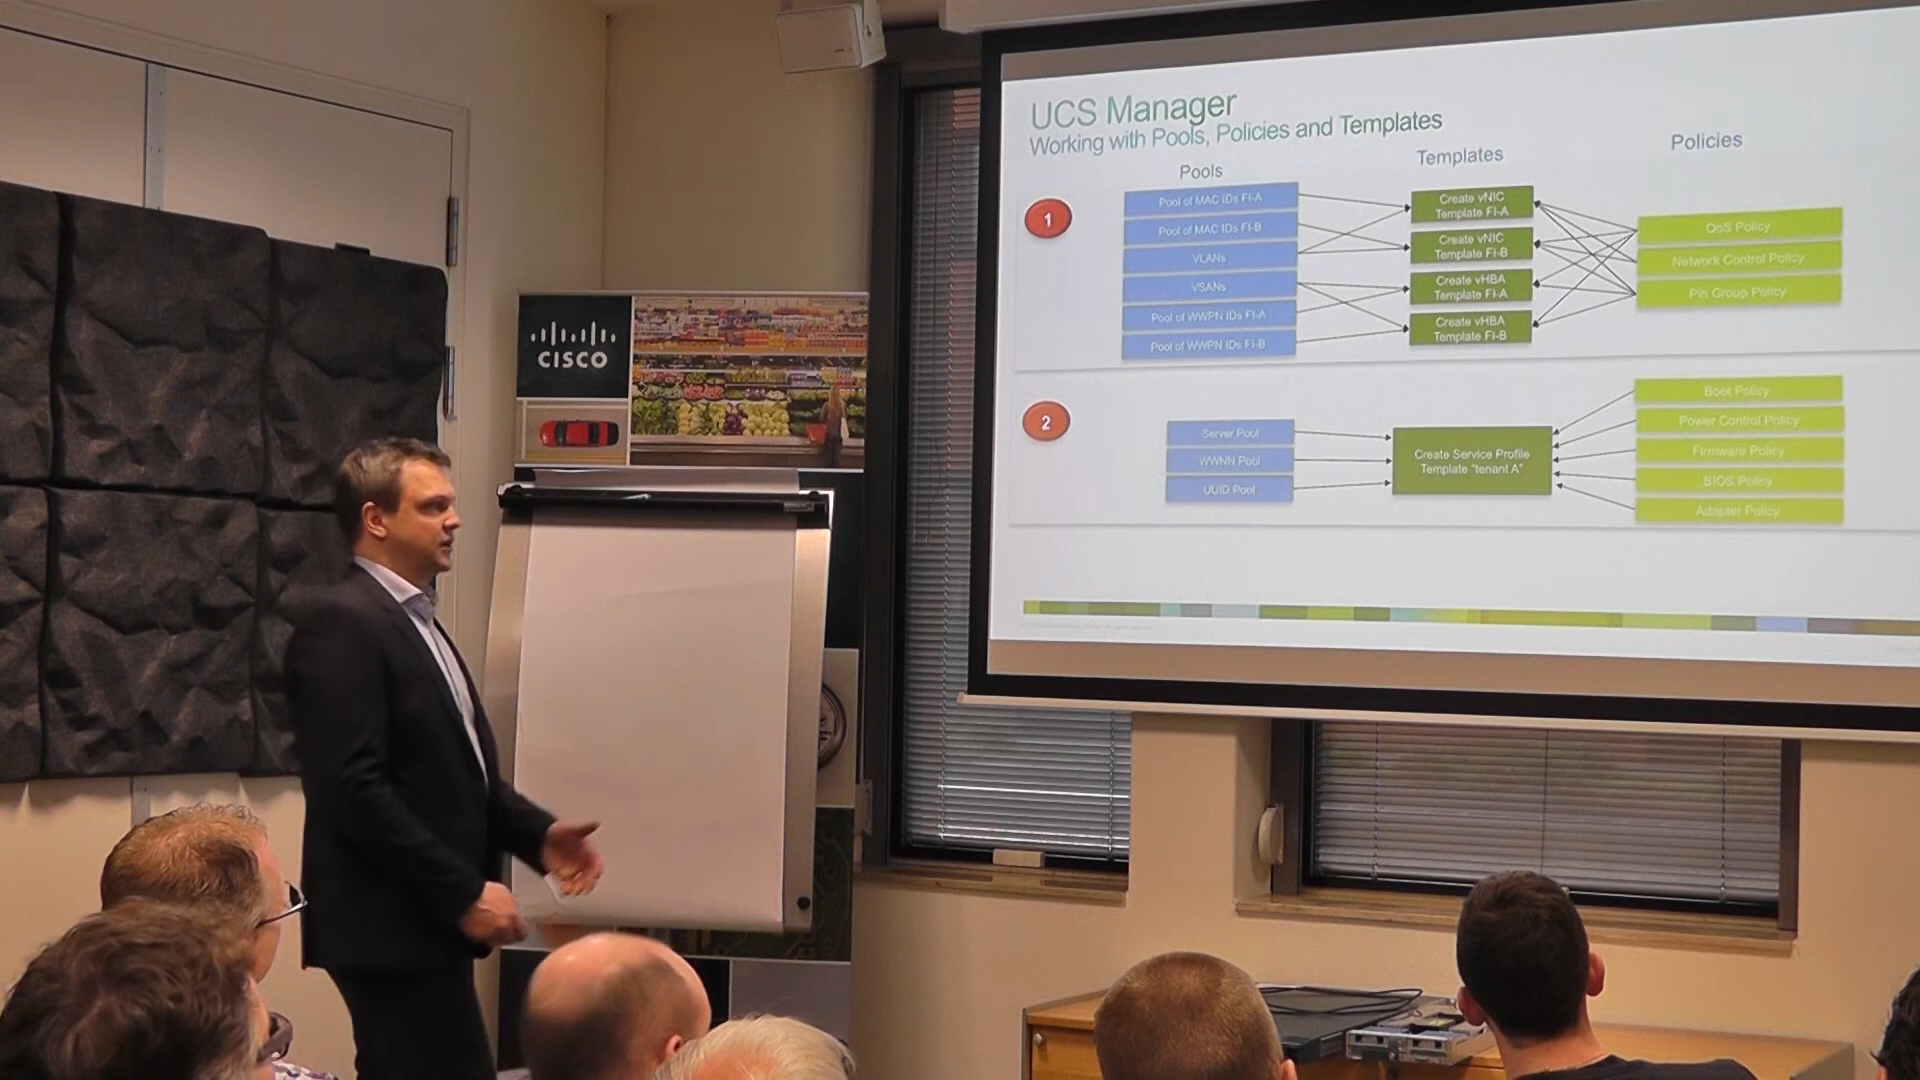 UCS Manager
Working with Pools, Policies and Templates
Pools
Templates
Policies
1
Pool of MAC IDs FI-A
Pool of MAC IDs FI-B
VLANs
VSANs
Pool of WWPN IDs FI-A
Pool of WWPN IDs FI-B
Create vNIC
Template FI-A
Create vNIC
Template FI-B
Create vHBA
Template FI-A
Create vHBA
Template FI-B
QoS Policy
Network Control Policy
Pin Group Policy
2
Server Pool
WWNN Pool
UUID Pool
Create Service Profile
Template "tenant A"
Boot Policy
Power Control Policy
Firmware Policy
BIOS Policy
Adapter Policy
CISCO